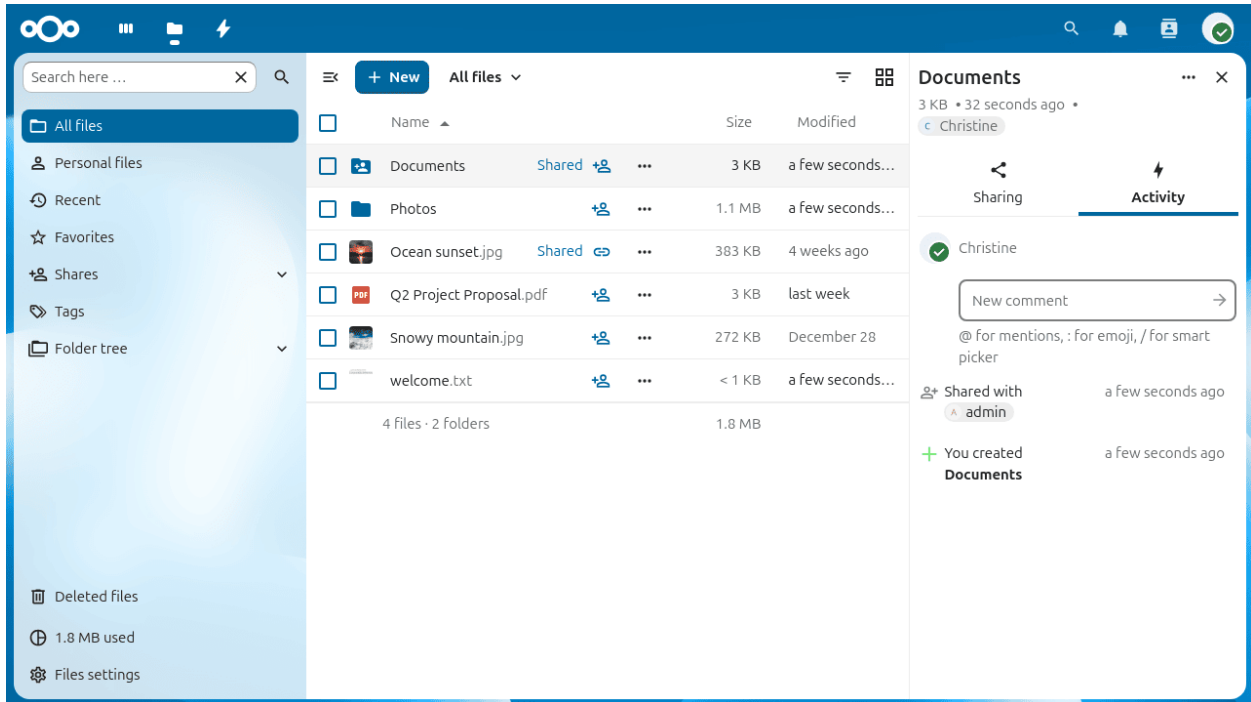 Search here ...
All files
Personal files
Recent
Favorites
Shares
Tags
Folder tree
Deleted files
1.8 MB used
Files settings
New All files
Name Size Modified
Documents Shared 3 KB a few seconds…
Photos 1.1 MB a few seconds…
Ocean sunset.jpg Shared 383 KB 4 weeks ago
PDF Q2 Project Proposal.pdf 3 KB last week
Snowy mountain.jpg 272 KB December 28
welcome.txt < 1 KB a few seconds…
4 files · 2 folders 1.8 MB
Documents
3 KB • 32 seconds ago •
C Christine
Sharing Activity
Christine
New comment
@ for mentions, : for emoji, / for smart
picker
Shared with a few seconds ago
A admin
You created a few seconds ago
Documents